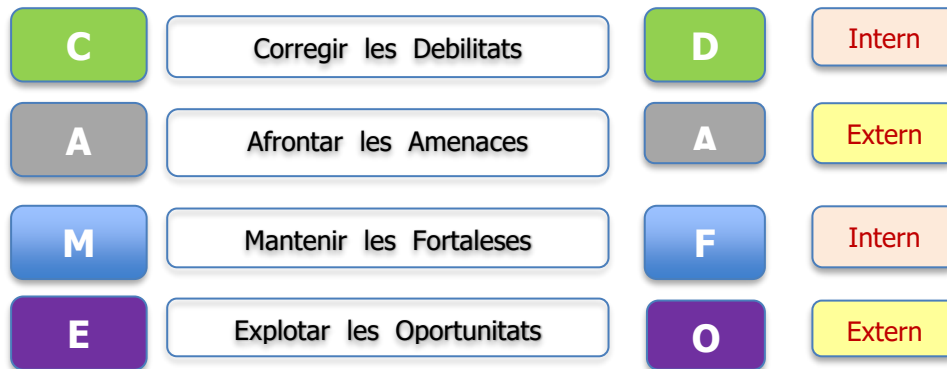 C Corregir les Debilitats D Intern
A Afrontar les Amenaces A Extern
M Mantenir les Fortaleses F Intern
E Explotar les Oportunitats O Extern